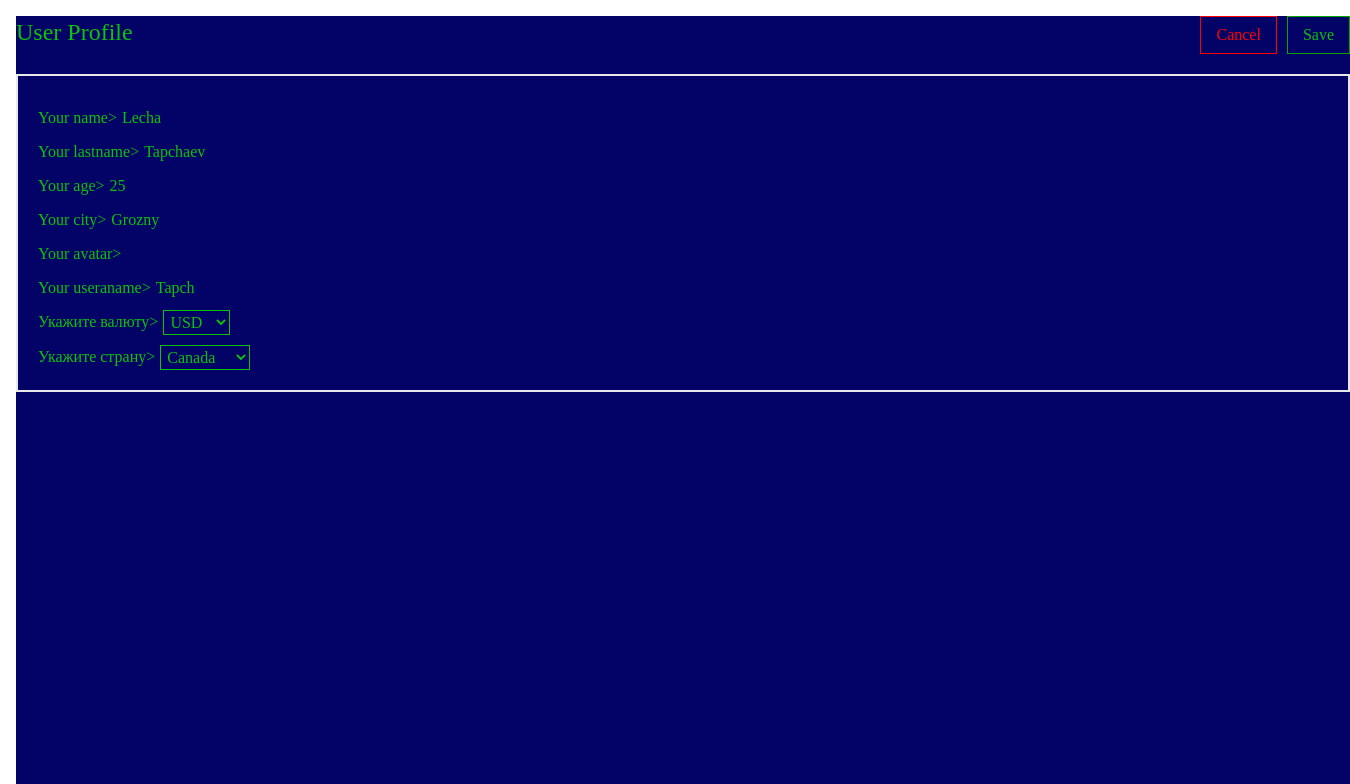 User Profile
Cancel
Save
Your name> Lecha
Your lastname> Tapchaev
Your age> 25
Your city> Grozny
Your avatar>
Your useraname> Tapch
Укажите валюту> USD
Укажите страну> Canada